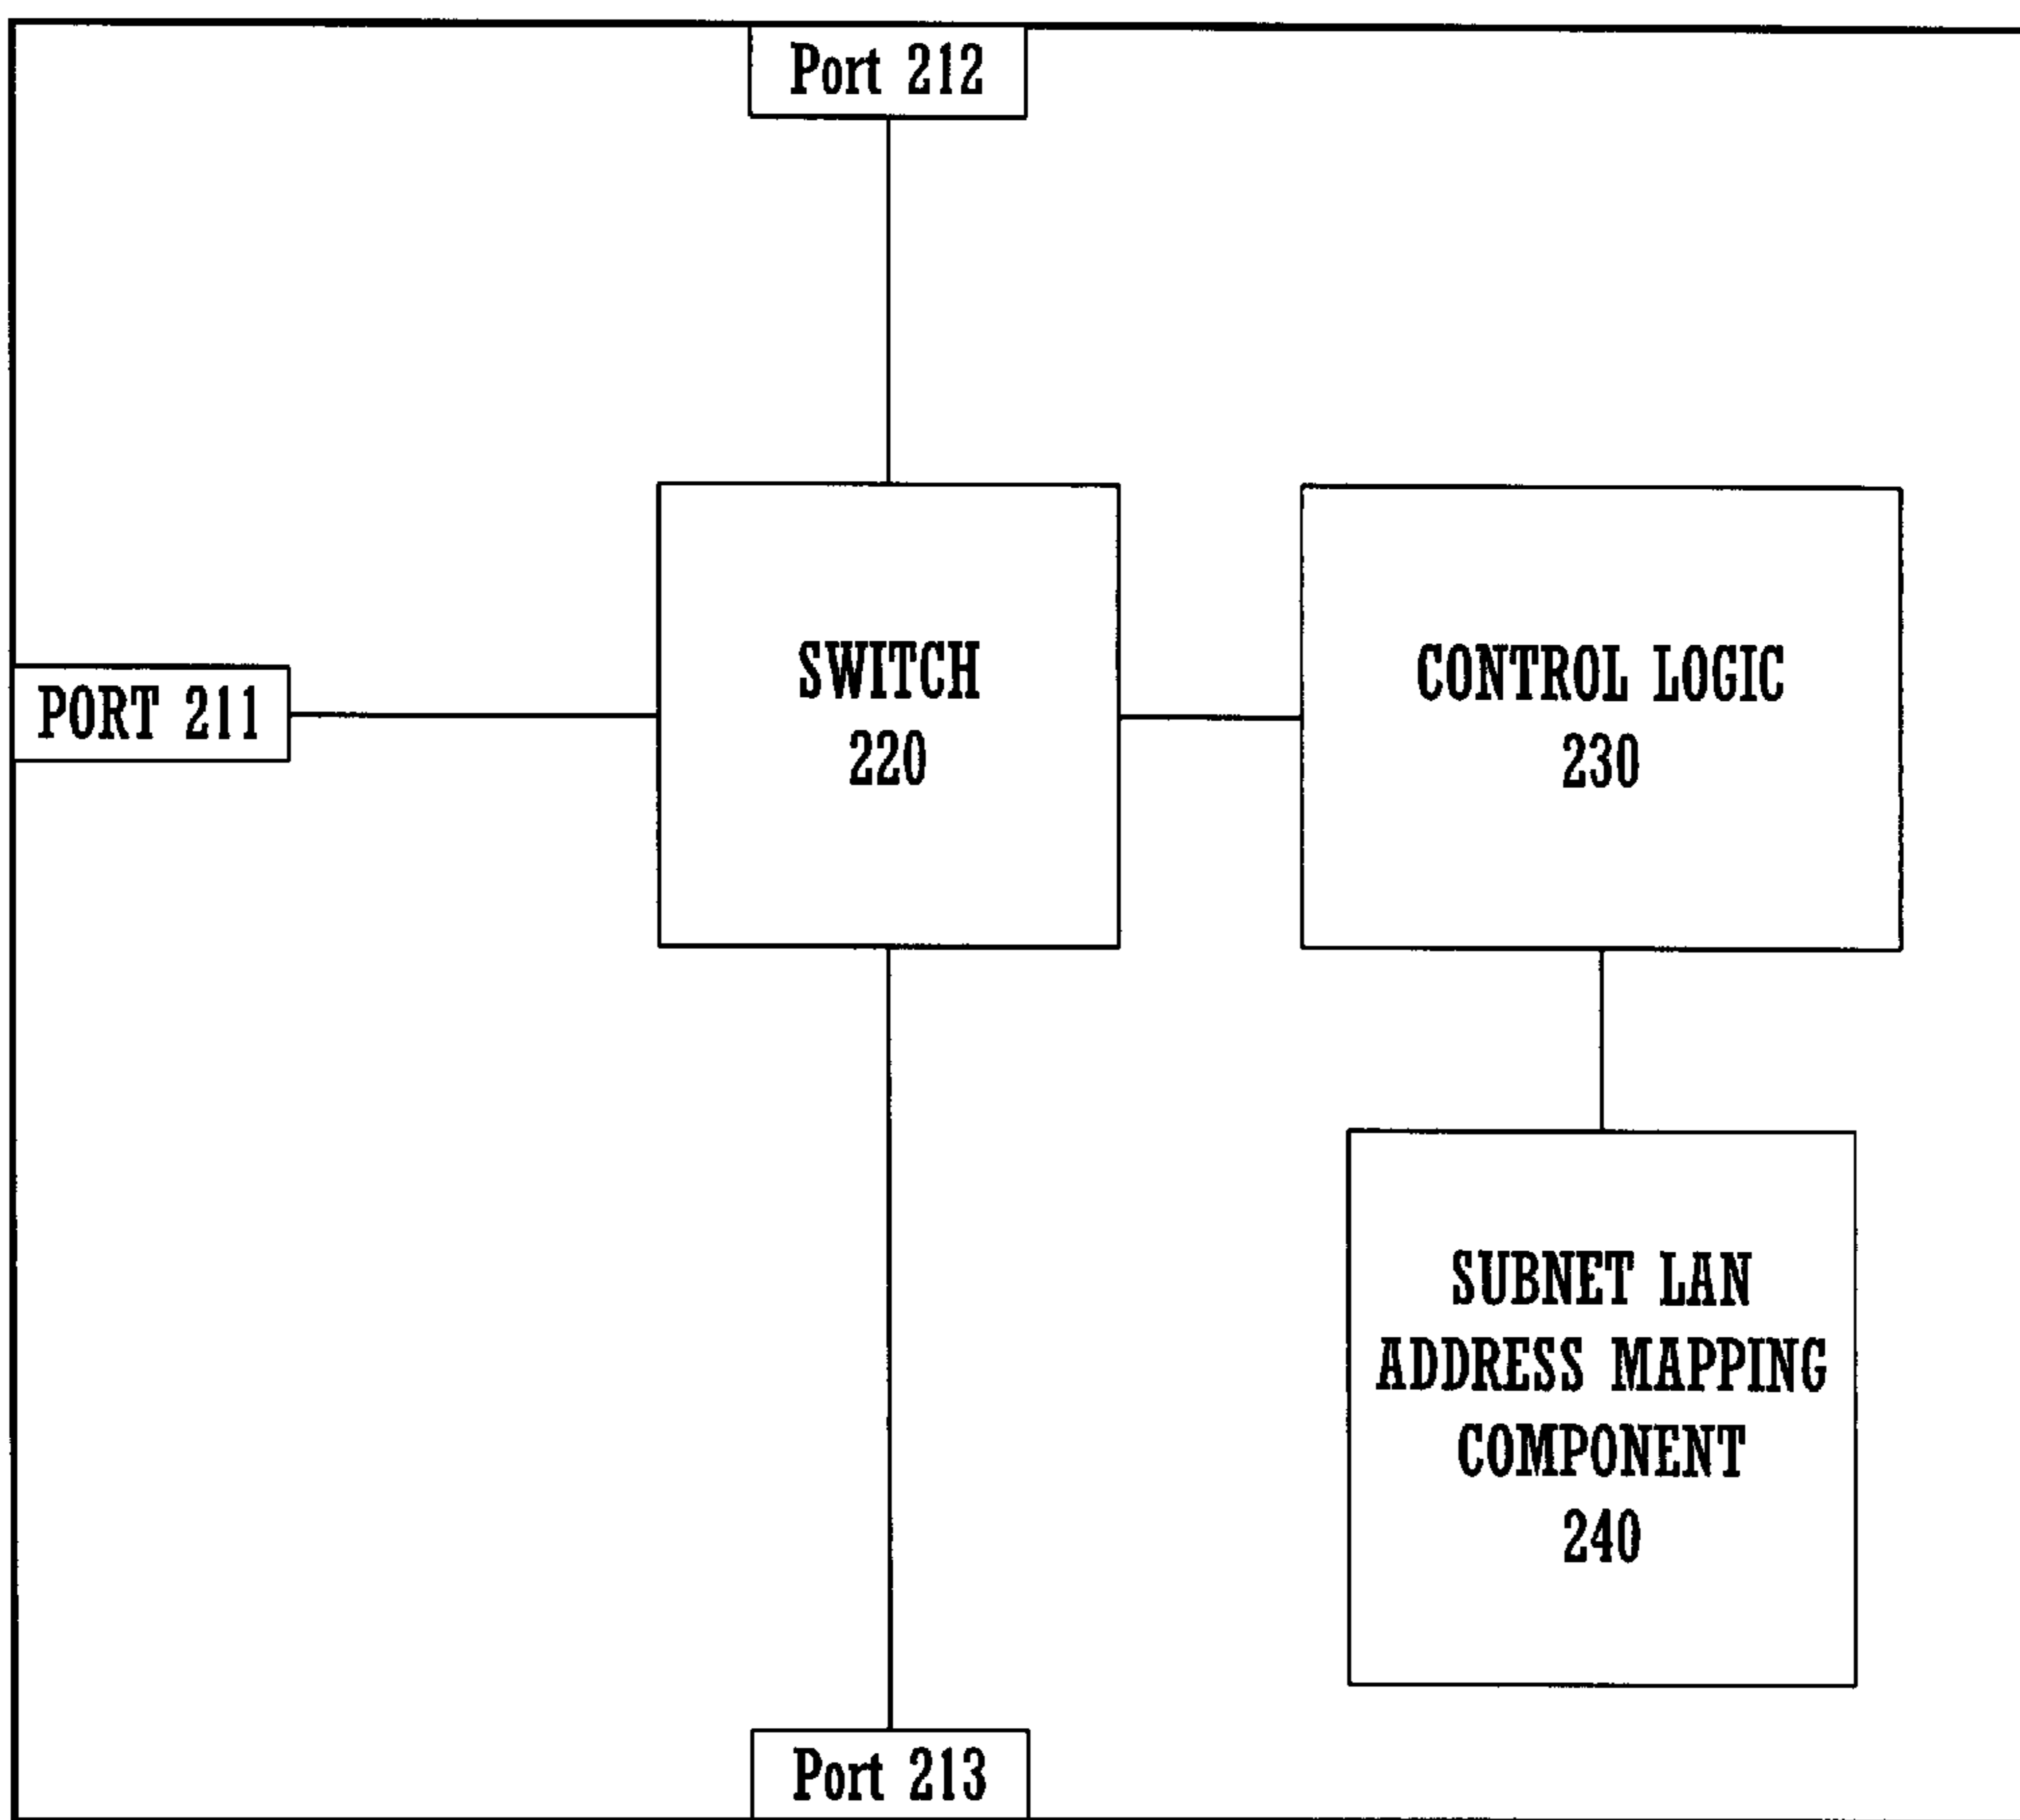 Port 212
SWITCH
220
CONTROL LOGIC
230
PORT 211
SUBNET LAN
ADDRESS MAPPING
COMPONENT
240
Port 213